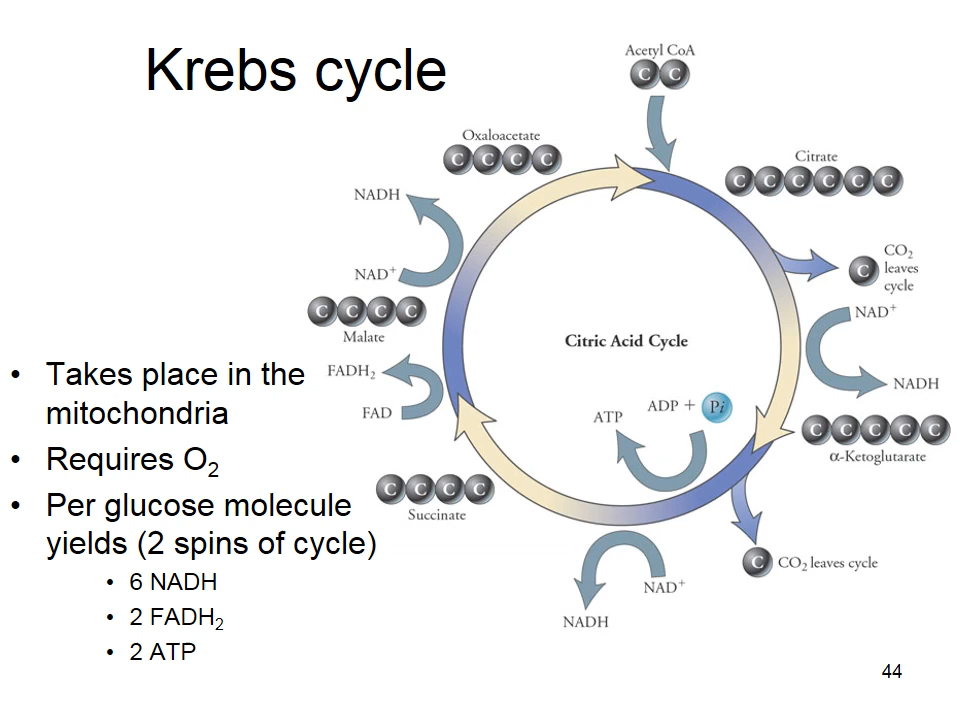 Krebs cycle
Acetyl CoA
C C
Oxaloacetate
C C C C
Citrate
C C C C C C
NADH
NAD⁺
C
CO₂
leaves
cycle
NAD⁺
NADH
C C C C
Malate
Citric Acid Cycle
FADH₂
FAD
ATP
ADP + Pi
C C C C C
α-Ketoglutarate
C C C C
Succinate
C CO₂ leaves cycle
NAD⁺
NADH
• Takes place in the
mitochondria
• Requires O₂
• Per glucose molecule
yields (2 spins of cycle)
• 6 NADH
• 2 FADH₂
• 2 ATP
44